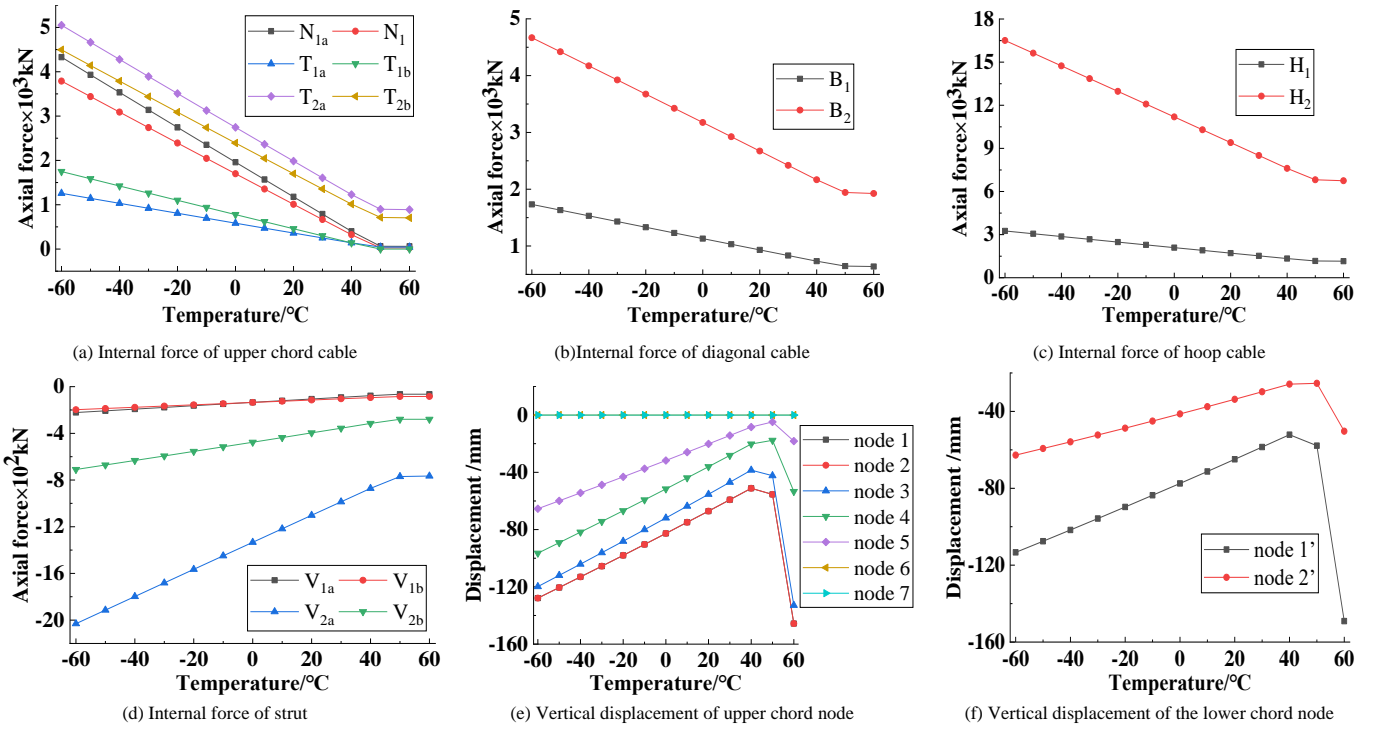 Axial force×10³kN
5
4
3
2
1
0
N1a
N1
T1a
T1b
T2a
T2b
-60 -40 -20 0 20 40 60
Temperature/°C
(a) Internal force of upper chord cable
Axial force×10³kN
5
4
3
2
1
B1
B2
-60 -40 -20 0 20 40 60
Temperature/°C
(b)Internal force of diagonal cable
Axial force×10³kN
18
15
12
9
6
3
0
H1
H2
-60 -40 -20 0 20 40 60
Temperature/°C
(c) Internal force of hoop cable
Axial force×10²kN
0
-4
-8
-12
-16
-20
V1a
V1b
V2a
V2b
-60 -40 -20 0 20 40 60
Temperature/°C
(d) Internal force of strut
Displacement /mm
0
-40
-80
-120
-160
node 1
node 2
node 3
node 4
node 5
node 6
node 7
-60 -40 -20 0 20 40 60
Temperature/°C
(e) Vertical displacement of upper chord node
Displacement /mm
-40
-80
-120
-160
node 1’
node 2’
-60 -40 -20 0 20 40 60
Temperature/°C
(f) Vertical displacement of the lower chord node